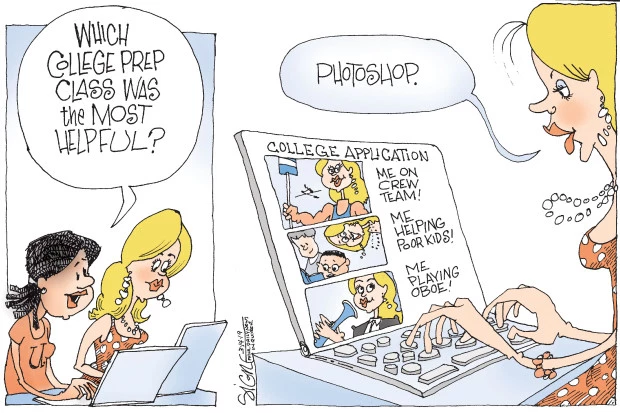 WHICH
COLLEGE PREP
CLASS WAS
the MOST
HELPFUL?
PHOTOSHOP.
COLLEGE APPLICATION
ME ON
CREW
TEAM!
ME
HELPING
POOR KIDS!
ME
PLAYING
OBOE!